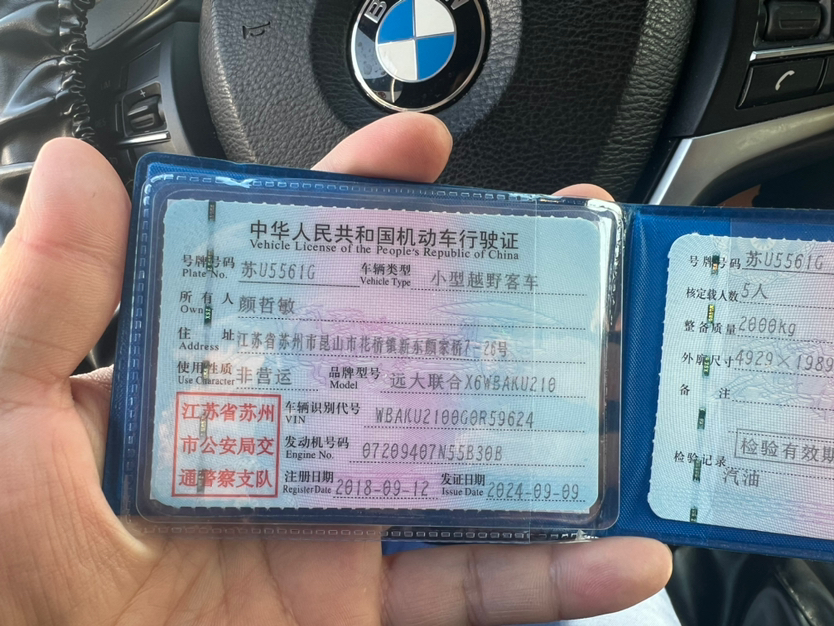 BM
中华人民共和国机动车行驶证
Vehicle License of the People's Republic of China
号牌号码 苏U5561G 车辆类型 小型越野客车
Plate No. Vehicle Type
所有人 颜哲敏
Owner
住址 江苏省苏州市昆山市花桥镇新东顾家桥7-26号
Address
使用性质 非营运 品牌型号 远大联合X6WBAKU210
Use Character Model
江苏省苏州
市公安局交
通警察支队
车辆识别代号 WBAKU2100G0R59624
VIN
发动机号码 07209407N55B30B
Engine No.
注册日期 2018-09-12 发证日期 2024-09-09
Register Date Issue Date
号牌号码 苏U5561G
核定载人数 5人
整备质量 2000kg
外廓尺寸 4929×1989
备注
检验有效期
检验记录
汽油